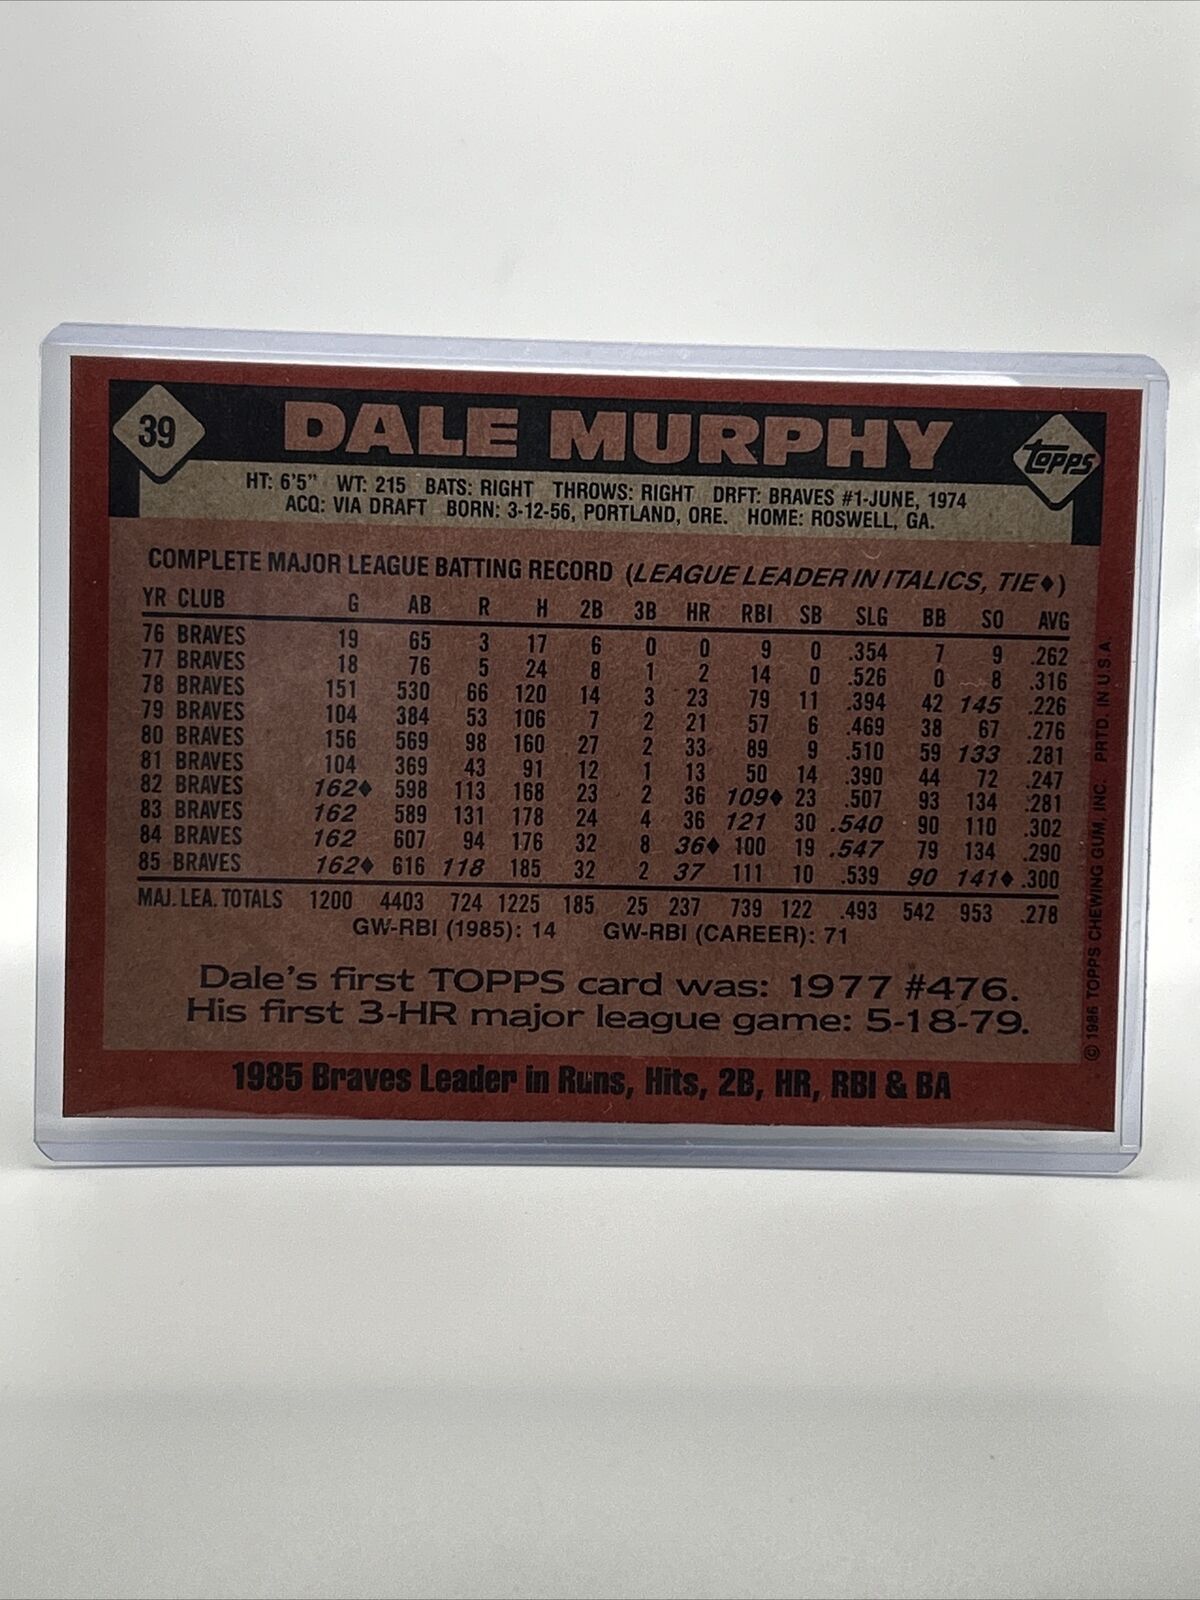 39 DALE MURPHY Topps
HT: 6'5" WT: 215 BATS: RIGHT THROWS: RIGHT DRFT: BRAVES #1-JUNE, 1974
ACQ: VIA DRAFT BORN: 3-12-56, PORTLAND, ORE. HOME: ROSWELL, GA.
COMPLETE MAJOR LEAGUE BATTING RECORD (LEAGUE LEADER IN ITALICS, TIE♦)
YR CLUB G AB R H 2B 3B HR RBI SB SLG BB SO AVG
76 BRAVES 19 65 3 17 6 0 0 9 0 .354 7 9 .262
77 BRAVES 18 76 5 24 8 1 2 14 0 .526 0 8 .316
78 BRAVES 151 530 66 120 14 3 23 79 11 .394 42 145 .226
79 BRAVES 104 384 53 106 7 2 21 57 6 .469 38 67 .276
80 BRAVES 156 569 98 160 27 2 33 89 9 .510 59 133 .281
81 BRAVES 104 369 43 91 12 1 13 50 14 .390 44 72 .247
82 BRAVES 162♦ 598 113 168 23 2 36 109♦ 23 .507 93 134 .281
83 BRAVES 162 589 131 178 24 4 36 121 30 .540 90 110 .302
84 BRAVES 162 607 94 176 32 8 36♦ 100 19 .547 79 134 .290
85 BRAVES 162♦ 616 118 185 32 2 37 111 10 .539 90 141♦ .300
MAJ. LEA. TOTALS 1200 4403 724 1225 185 25 237 739 122 .493 542 953 .278
GW-RBI (1985): 14 GW-RBI (CAREER): 71
Dale's first TOPPS card was: 1977 #476.
His first 3-HR major league game: 5-18-79.
1985 Braves Leader in Runs, Hits, 2B, HR, RBI & BA
© 1986 TOPPS CHEWING GUM, INC. PRTD. IN U.S.A.